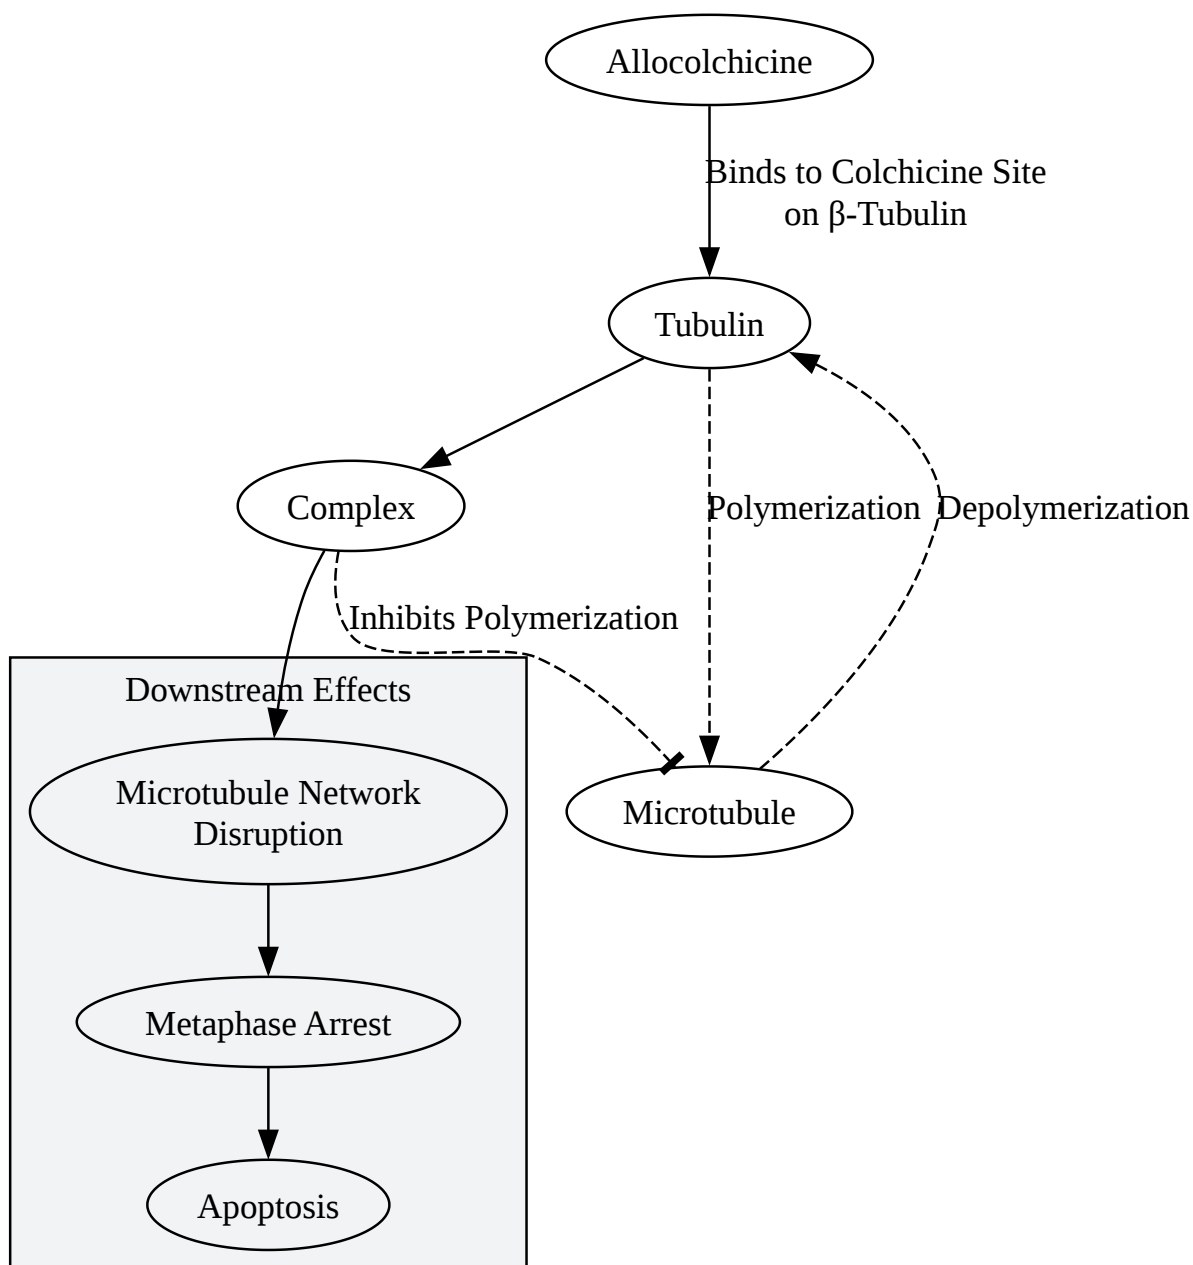 Allocolchicine
Binds to Colchicine Site
on β-Tubulin
Tubulin
Complex
Polymerization
Depolymerization
Inhibits Polymerization
Downstream Effects
Microtubule Network
Disruption
Microtubule
Metaphase Arrest
Apoptosis